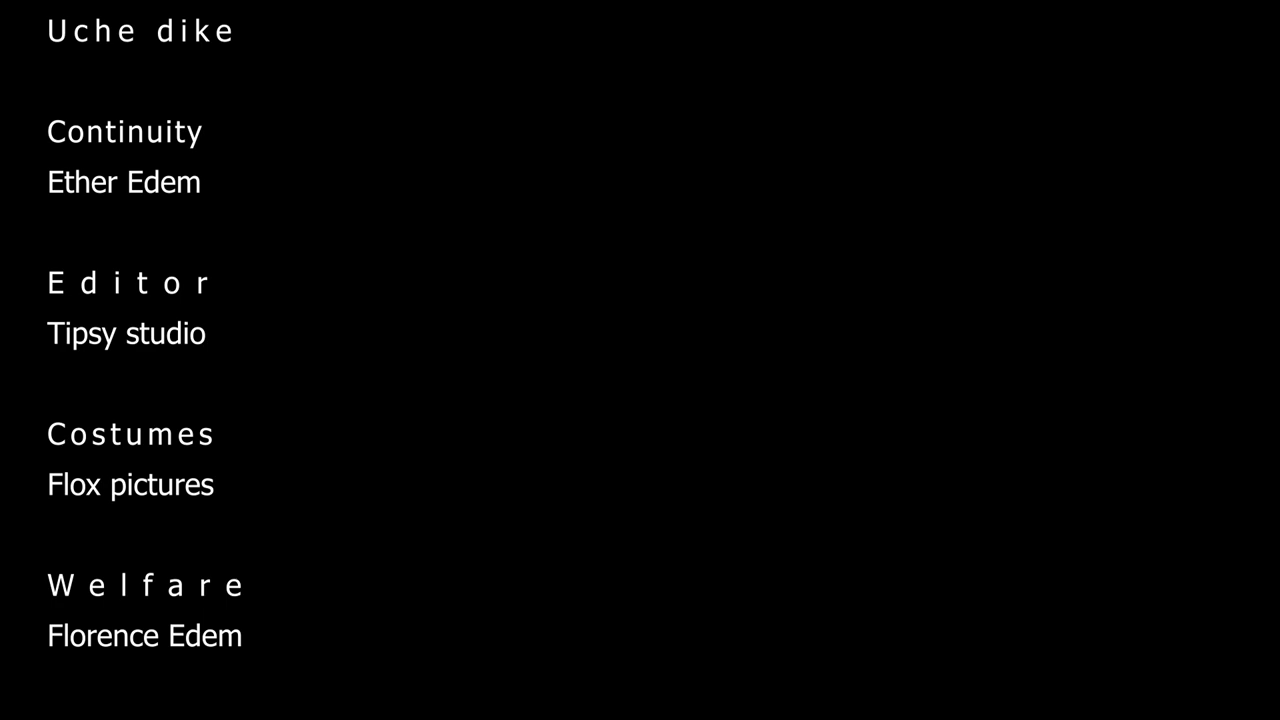 Uche dike
Continuity
Ether Edem
Editor
Tipsy studio
Costumes
Flox pictures
Welfare
Florence Edem